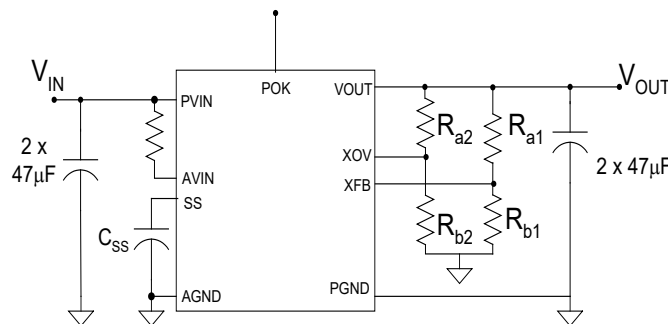 V_IN
PVIN
POK
VOUT
V_OUT
R_a2
R_a1
2 x
47μF
XOV
2 x 47μF
AVIN
XFB
SS
R_b2
R_b1
C_SS
AGND
PGND